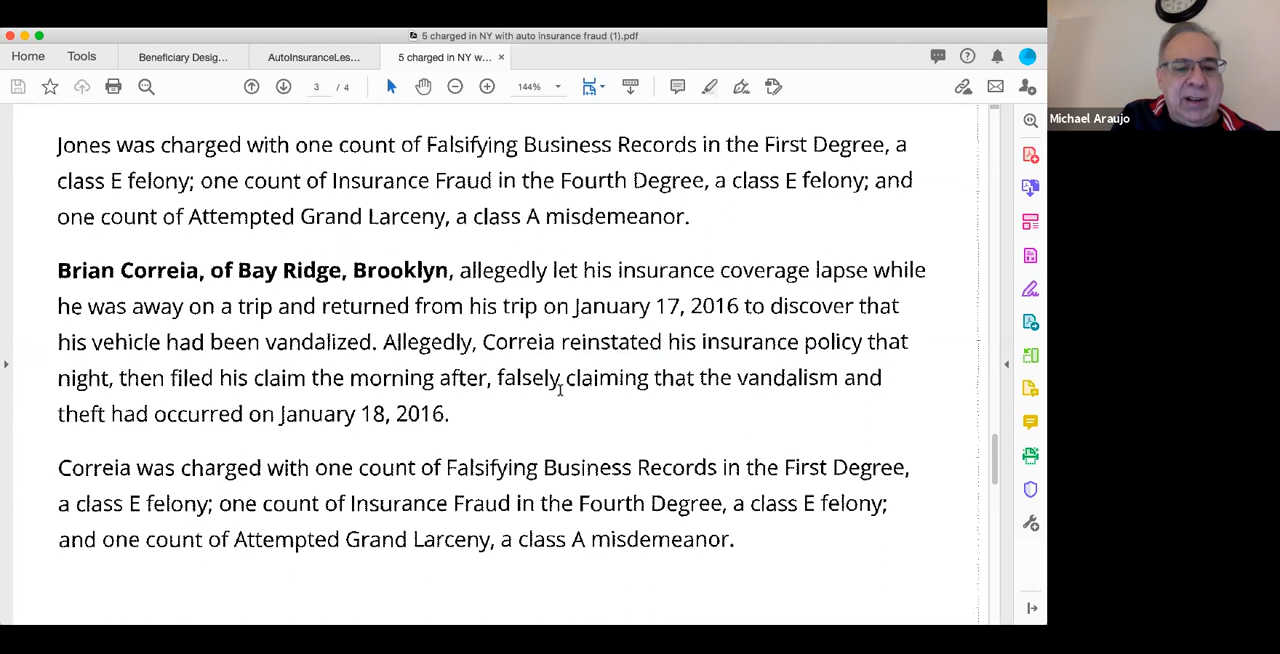 5 charged in NY with auto insurance fraud (1).pdf
Home Tools Beneficiary Desig... AutoInsuranceLes... 5 charged in NY w... ×
3 / 4 144%
Michael Araujo
Jones was charged with one count of Falsifying Business Records in the First Degree, a
class E felony; one count of Insurance Fraud in the Fourth Degree, a class E felony; and
one count of Attempted Grand Larceny, a class A misdemeanor.
Brian Correia, of Bay Ridge, Brooklyn, allegedly let his insurance coverage lapse while
he was away on a trip and returned from his trip on January 17, 2016 to discover that
his vehicle had been vandalized. Allegedly, Correia reinstated his insurance policy that
night, then filed his claim the morning after, falsely claiming that the vandalism and
theft had occurred on January 18, 2016.
Correia was charged with one count of Falsifying Business Records in the First Degree,
a class E felony; one count of Insurance Fraud in the Fourth Degree, a class E felony;
and one count of Attempted Grand Larceny, a class A misdemeanor.